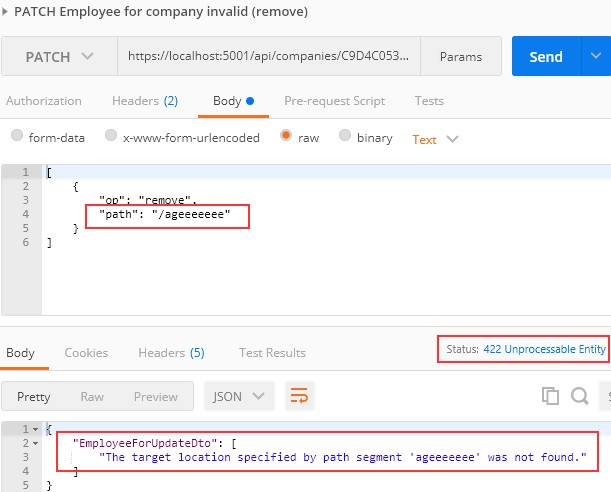 PATCH Employee for company invalid (remove)
PATCH https://localhost:5001/api/companies/C9D4C053... Params Send
Authorization Headers (2) Body Pre-request Script Tests
form-data x-www-form-urlencoded raw binary Text
1 [
2 {
3 "op": "remove",
4 "path": "/ageeeeeee"
5 }
6 ]
Body Cookies Headers (5) Test Results Status: 422 Unprocessable Entity
Pretty Raw Preview JSON
1 {
2 "EmployeeForUpdateDto": [
3 "The target location specified by path segment 'ageeeeeee' was not found."
4 ]
5 }